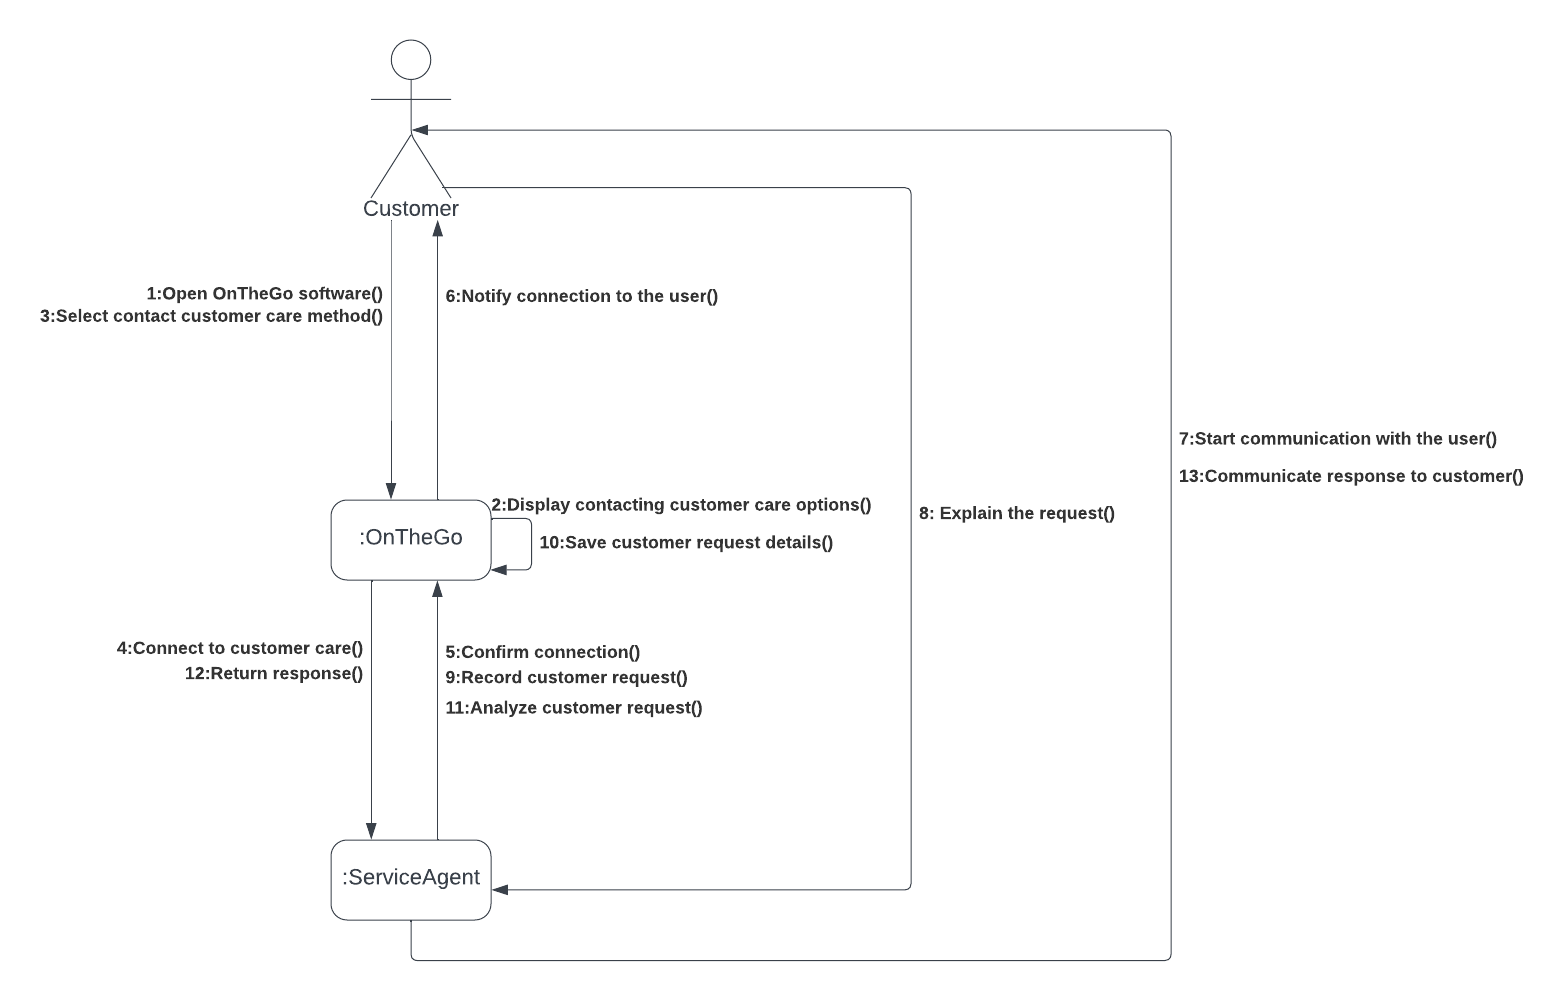 Customer
1:Open OnTheGo software()
3:Select contact customer care method()
6:Notify connection to the user()
7:Start communication with the user()
13:Communicate response to customer()
2:Display contacting customer care options()
8: Explain the request()
:OnTheGo
10:Save customer request details()
4:Connect to customer care()
12:Return response()
5:Confirm connection()
9:Record customer request()
11:Analyze customer request()
:ServiceAgent